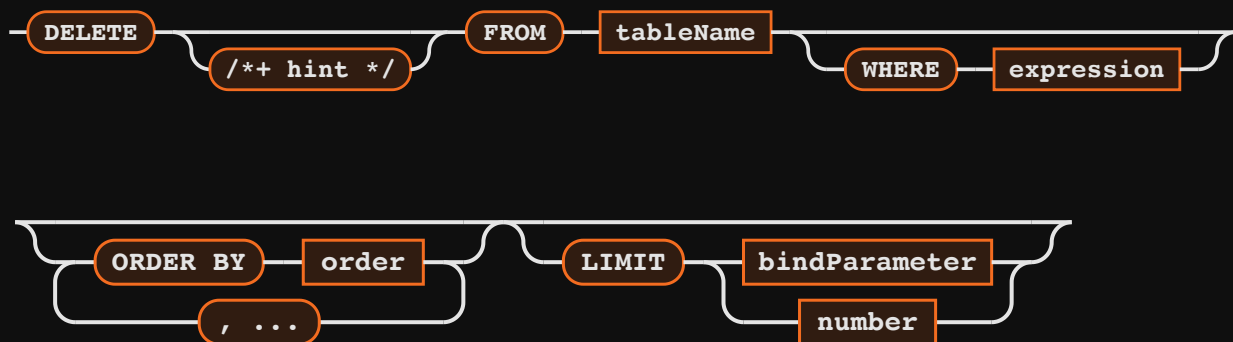 DELETE FROM tableName
/*+ hint */ WHERE expression
ORDER BY order LIMIT bindParameter
, ... number